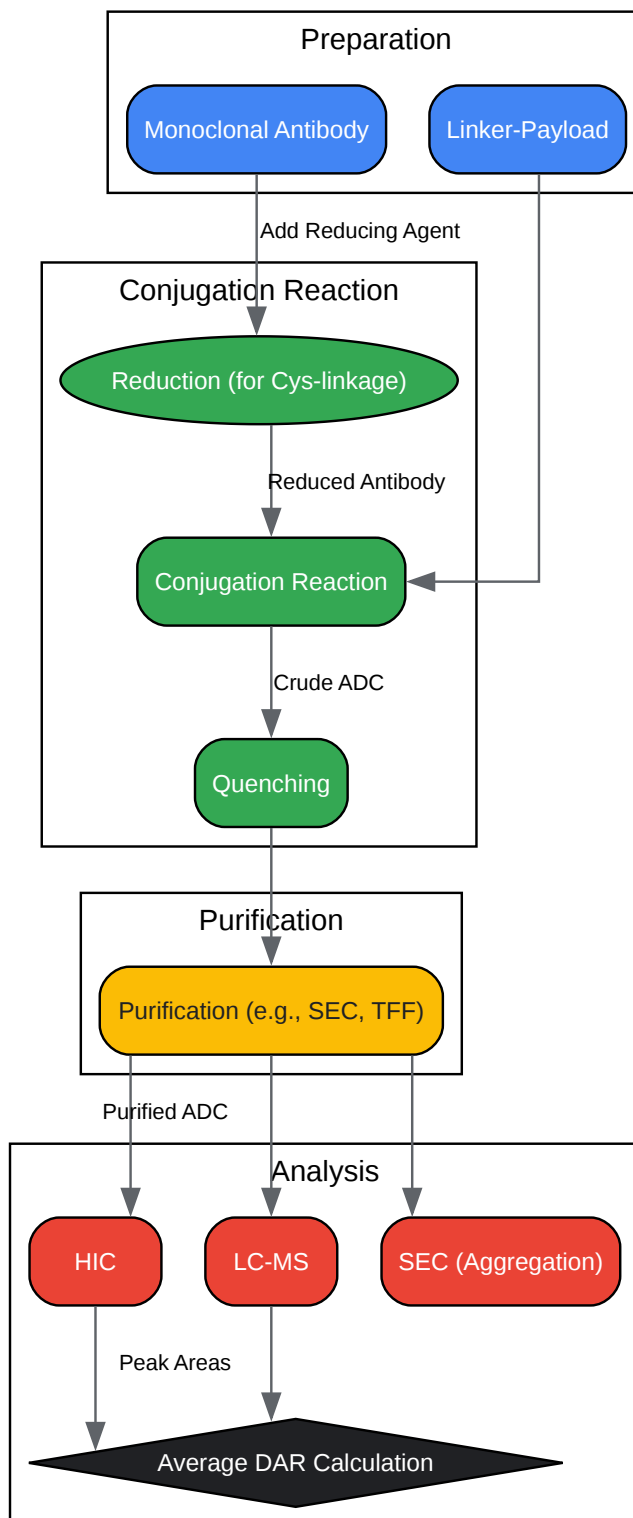 Preparation
Monoclonal Antibody
Linker-Payload
Add Reducing Agent
Conjugation Reaction
Reduction (for Cys-linkage)
Reduced Antibody
Conjugation Reaction
Crude ADC
Quenching
Purification
Purification (e.g., SEC, TFF)
Purified ADC
Analysis
HIC
LC-MS
SEC (Aggregation)
Peak Areas
Average DAR Calculation